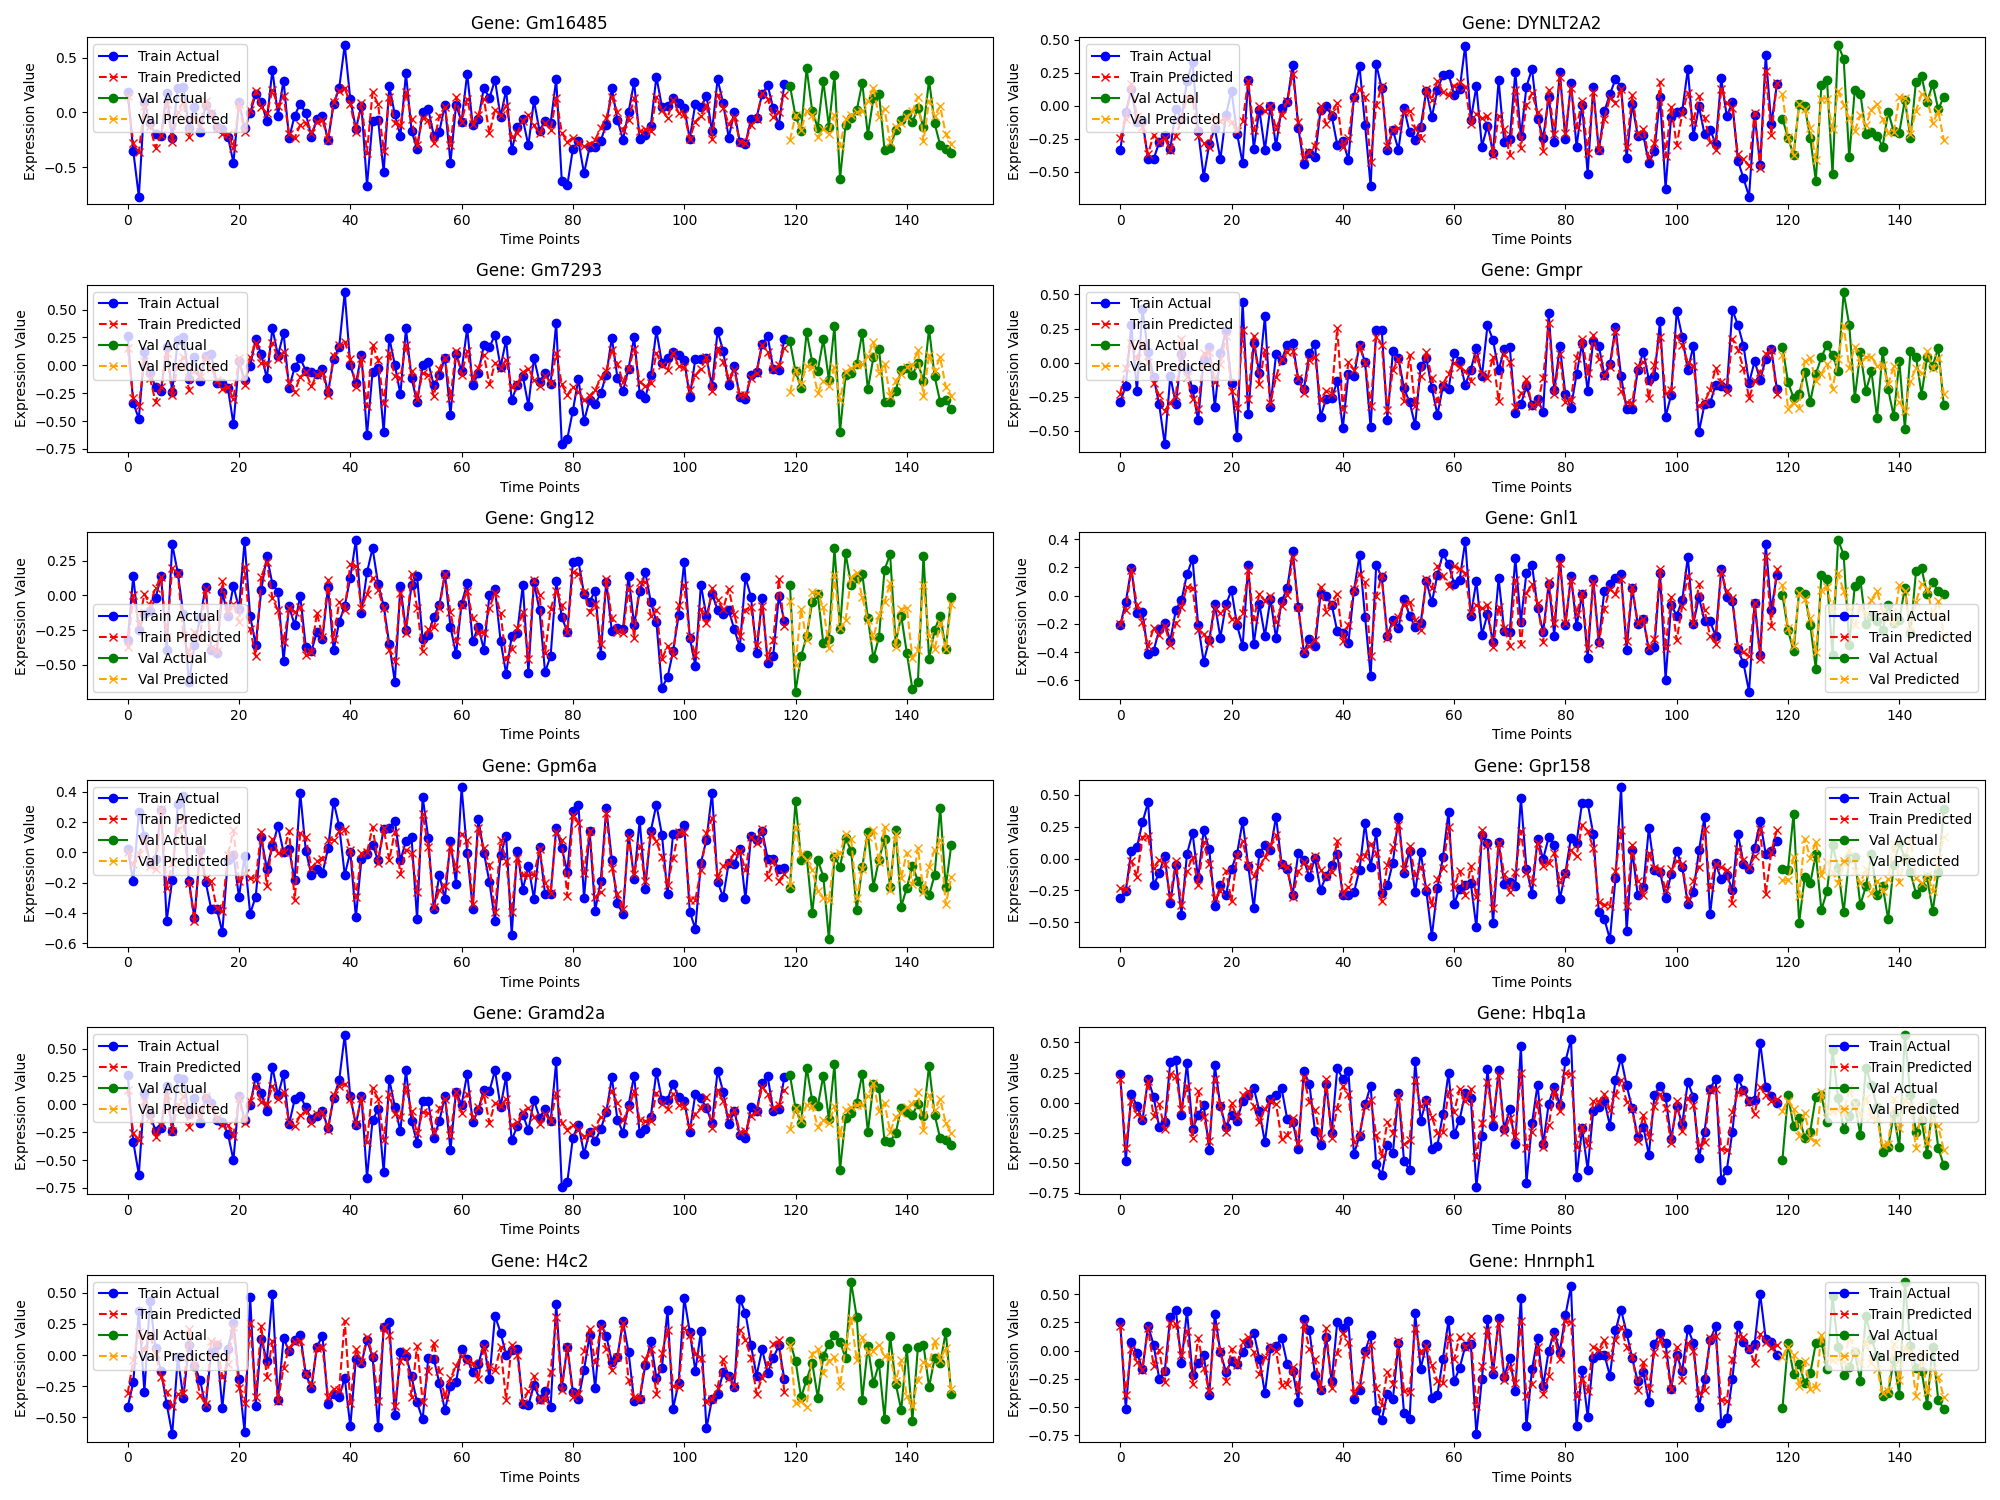 Gene: Gm16485
Expression Value
0.5
0.0
−0.5
Train Actual
Train Predicted
Val Actual
Val Predicted
0 20 40 60 80 100 120 140
Time Points
Gene: DYNLT2A2
Expression Value
0.50
0.25
0.00
−0.25
−0.50
Train Actual
Train Predicted
Val Actual
Val Predicted
0 20 40 60 80 100 120 140
Time Points
Gene: Gm7293
Expression Value
0.50
0.25
0.00
−0.25
−0.50
−0.75
Train Actual
Train Predicted
Val Actual
Val Predicted
0 20 40 60 80 100 120 140
Time Points
Gene: Gmpr
Expression Value
0.50
0.25
0.00
−0.25
−0.50
Train Actual
Train Predicted
Val Actual
Val Predicted
0 20 40 60 80 100 120 140
Time Points
Gene: Gng12
Expression Value
0.25
0.00
−0.25
−0.50
Train Actual
Train Predicted
Val Actual
Val Predicted
0 20 40 60 80 100 120 140
Time Points
Gene: Gnl1
Expression Value
0.4
0.2
0.0
−0.2
−0.4
−0.6
Train Actual
Train Predicted
Val Actual
Val Predicted
0 20 40 60 80 100 120 140
Time Points
Gene: Gpm6a
Expression Value
0.4
0.2
0.0
−0.2
−0.4
−0.6
Train Actual
Train Predicted
Val Actual
Val Predicted
0 20 40 60 80 100 120 140
Time Points
Gene: Gpr158
Expression Value
0.50
0.25
0.00
−0.25
−0.50
Train Actual
Train Predicted
Val Actual
Val Predicted
0 20 40 60 80 100 120 140
Time Points
Gene: Gramd2a
Expression Value
0.50
0.25
0.00
−0.25
−0.50
−0.75
Train Actual
Train Predicted
Val Actual
Val Predicted
0 20 40 60 80 100 120 140
Time Points
Gene: Hbq1a
Expression Value
0.50
0.25
0.00
−0.25
−0.50
−0.75
Train Actual
Train Predicted
Val Actual
Val Predicted
0 20 40 60 80 100 120 140
Time Points
Gene: H4c2
Expression Value
0.50
0.25
0.00
−0.25
−0.50
Train Actual
Train Predicted
Val Actual
Val Predicted
0 20 40 60 80 100 120 140
Time Points
Gene: Hnrnph1
Expression Value
0.50
0.25
0.00
−0.25
−0.50
−0.75
Train Actual
Train Predicted
Val Actual
Val Predicted
0 20 40 60 80 100 120 140
Time Points